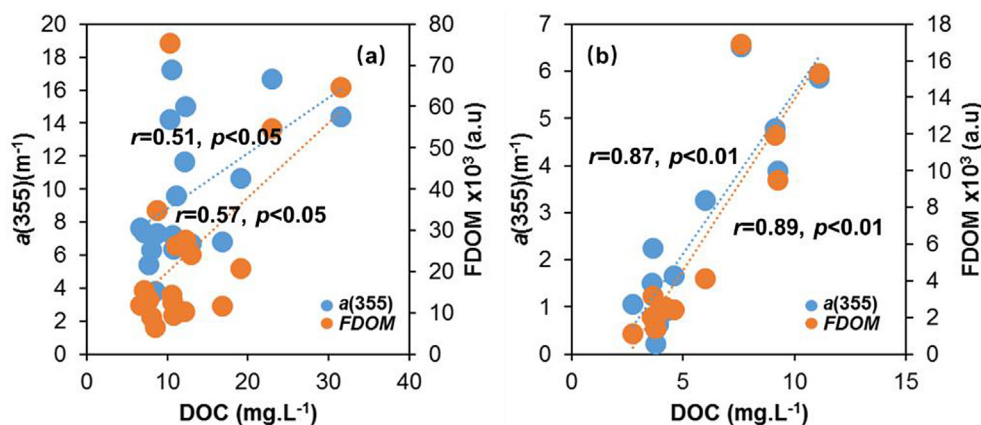 20
18
16
14
12
10
8
6
4
2
0
a(355)(m⁻¹)
80
70
60
50
40
30
20
10
0
FDOM x10³ (a.u)
(a)
r=0.51, p<0.05
r=0.57, p<0.05
a(355)
FDOM
0 10 20 30 40
DOC (mg.L⁻¹)
7
6
5
4
3
2
1
0
a(355)(m⁻¹)
18
16
14
12
10
8
6
4
2
0
FDOM x10³ (a.u)
(b)
r=0.87, p<0.01
r=0.89, p<0.01
a(355)
FDOM
0 5 10 15
DOC (mg.L⁻¹)